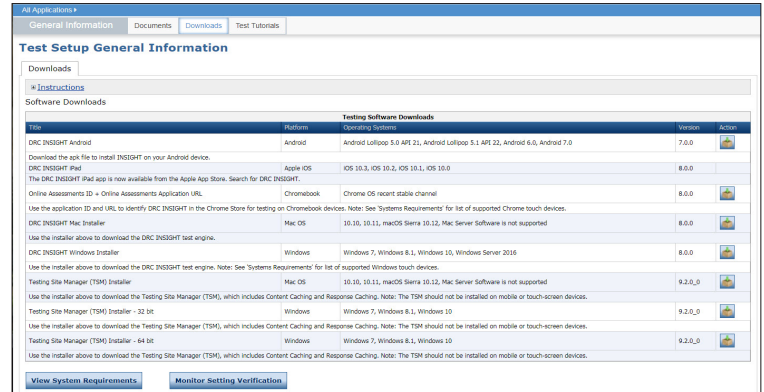 All Applications
General Information Documents Downloads Test Tutorials
Test Setup General Information
Downloads
Instructions
Software Downloads
Testing Software Downloads
Title Platform Operating Systems Version Action
DRC INSIGHT Android Android Android Lollipop 5.0 API 21, Android Lollipop 5.1 API 22, Android 6.0, Android 7.0 7.0.0
Download the apk file to install INSIGHT on your Android device.
DRC INSIGHT iPad Apple iOS iOS 10.3, iOS 10.2, iOS 10.1, iOS 10.0 8.0.0
The DRC INSIGHT iPad app is now available from the Apple App Store. Search for DRC INSIGHT.
Online Assessments ID + Online Assessments Application URL Chromebook Chrome OS recent stable channel 8.0.0
Use the application ID and URL to identify DRC INSIGHT in the Chrome Store for testing on Chromebook devices. Note: See 'Systems Requirements' for list of supported Chrome touch devices.
DRC INSIGHT Mac Installer Mac OS 10.10, 10.11, macOS Sierra 10.12, Mac Server Software is not supported 8.0.0
Use the installer above to download the DRC INSIGHT test engine.
DRC INSIGHT Windows Installer Windows Windows 7, Windows 8.1, Windows 10, Windows Server 2016 8.0.0
Use the installer above to download the DRC INSIGHT test engine. Note: See 'Systems Requirements' for list of supported Windows touch devices.
Testing Site Manager (TSM) Installer Mac OS 10.10, 10.11, macOS Sierra 10.12, Mac Server Software is not supported 9.2.0_0
Use the installer above to download the Testing Site Manager (TSM), which includes Content Caching and Response Caching. Note: The TSM should not be installed on mobile or touch-screen devices.
Testing Site Manager (TSM) Installer - 32 bit Windows Windows 7, Windows 8.1, Windows 10 9.2.0_0
Use the installer above to download the Testing Site Manager (TSM), which includes Content Caching and Response Caching. Note: The TSM should not be installed on mobile or touch-screen devices.
Testing Site Manager (TSM) Installer - 64 bit Windows Windows 7, Windows 8.1, Windows 10 9.2.0_0
Use the installer above to download the Testing Site Manager (TSM), which includes Content Caching and Response Caching. Note: The TSM should not be installed on mobile or touch-screen devices.
View System Requirements Monitor Setting Verification